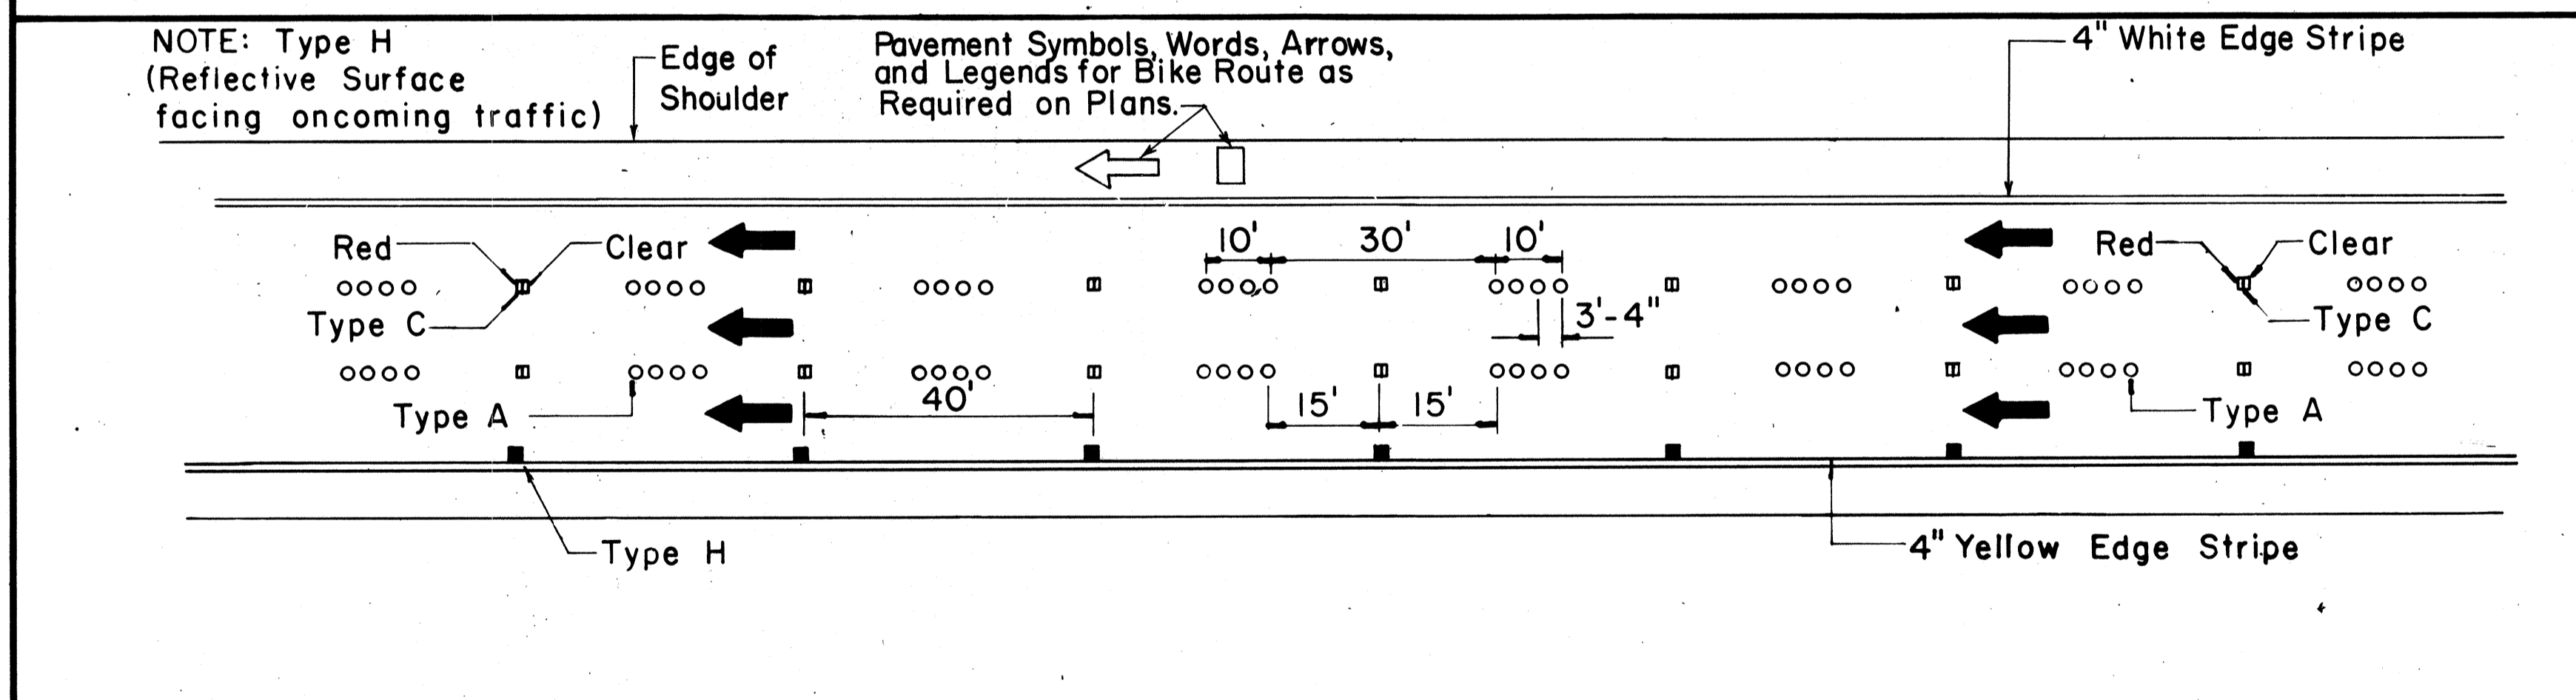 NOTE: Type H
(Reflective Surface
facing oncoming traffic)
Edge of
Shoulder
Pavement Symbols, Words, Arrows,
and Legends for Bike Route as
Required on Plans.
4" White Edge Stripe
Red
Clear
10'
30'
10'
Red
Clear
Type C
3'-4"
Type C
Type A
40'
15'
15'
Type A
Type H
4" Yellow Edge Stripe